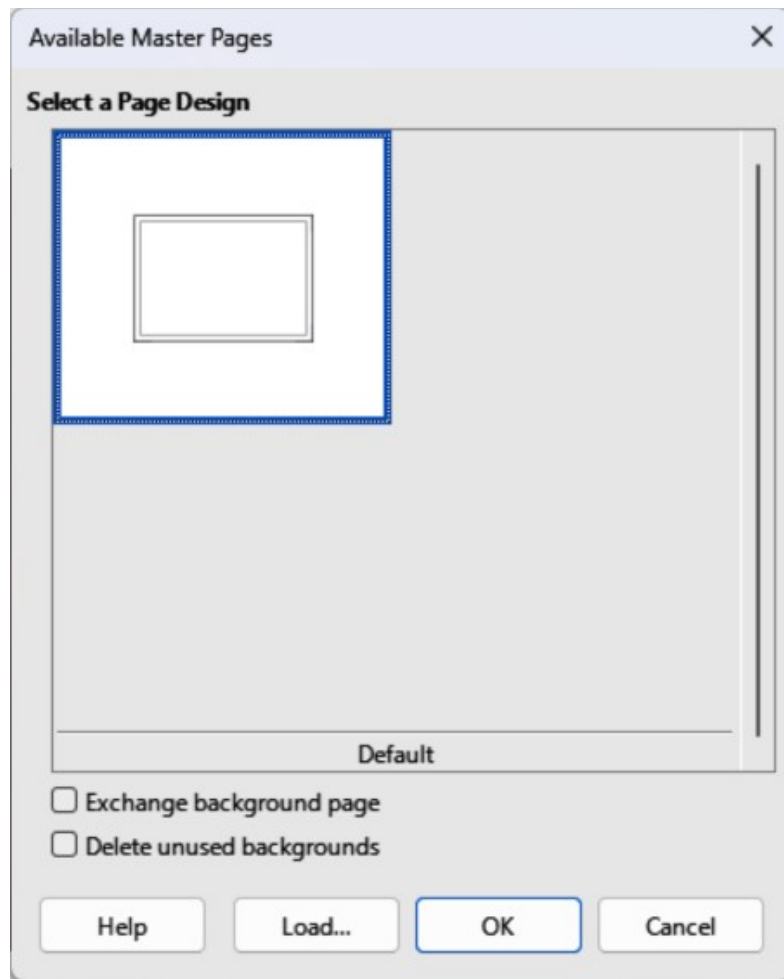 Available Master Pages
Select a Page Design
Default
Exchange background page
Delete unused backgrounds
Help Load... OK Cancel